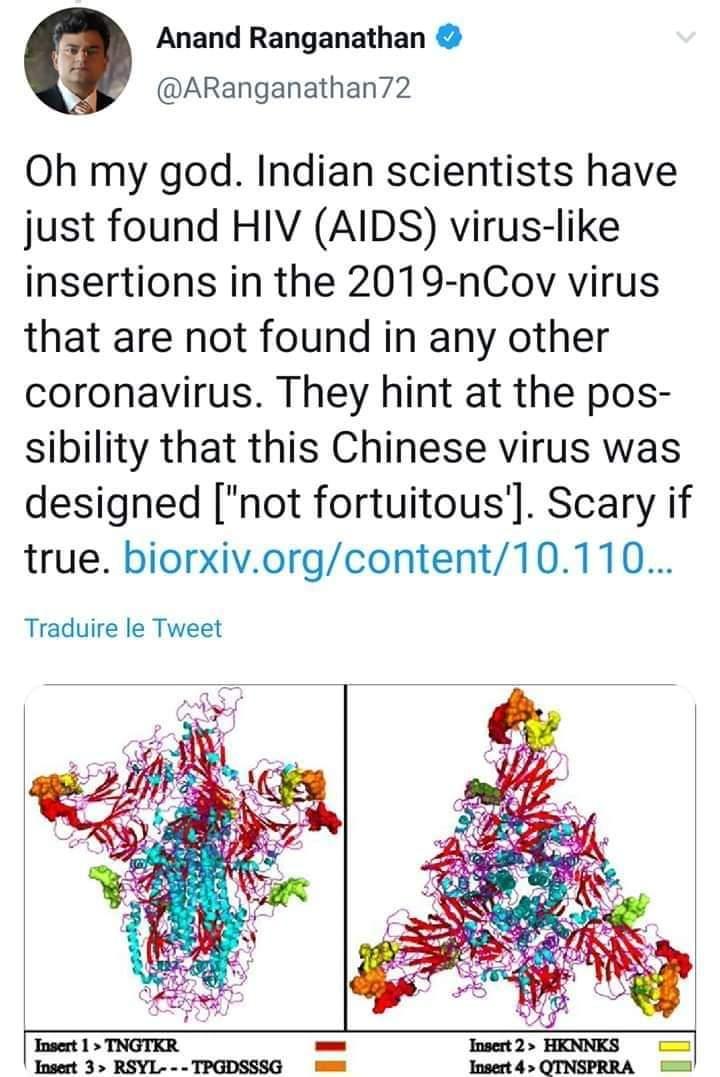 Anand Ranganathan
@ARanganathan72
Oh my god. Indian scientists have
just found HIV (AIDS) virus-like
insertions in the 2019-nCov virus
that are not found in any other
coronavirus. They hint at the pos-
sibility that this Chinese virus was
designed ["not fortuitous']. Scary if
true. biorxiv.org/content/10.110...
Traduire le Tweet
Insert 1 > TNGTKR
Insert 2 > HKNNKS
Insert 3 > RSYL- - - TPGDSSSG
Insert 4 > QTNSPRRA